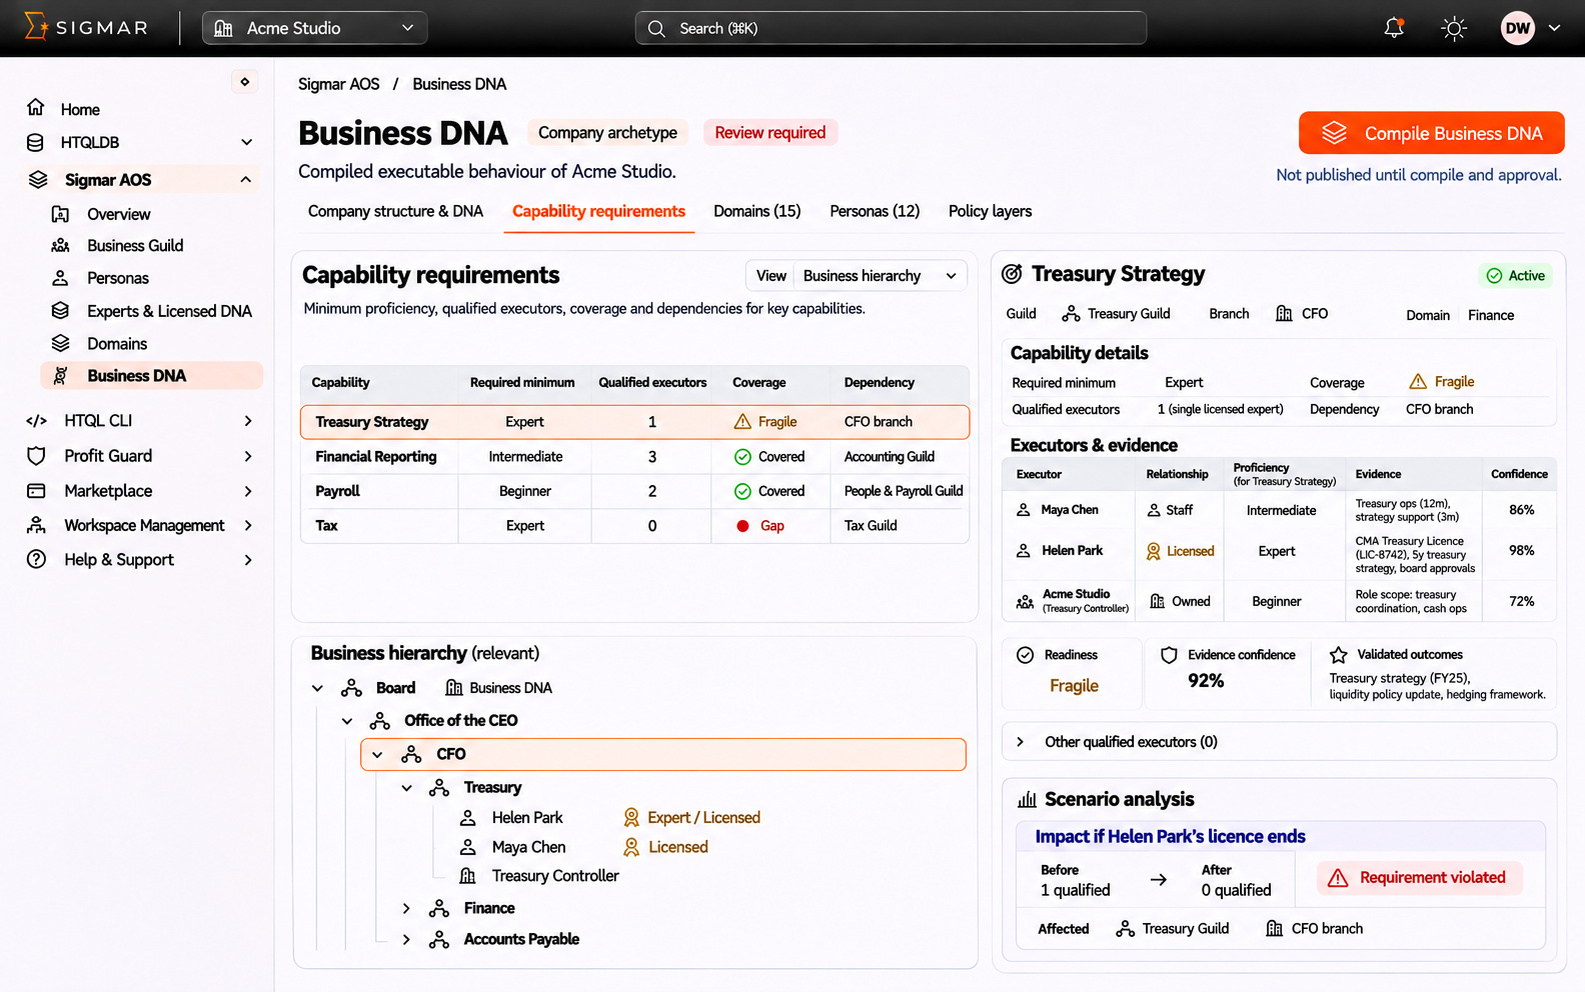 SIGMAR
Acme Studio
Search (⌘K)
DW
Home
HTQLDB
Sigmar AOS
Overview
Business Guild
Personas
Experts & Licensed DNA
Domains
Business DNA
HTQL CLI
Profit Guard
Marketplace
Workspace Management
Help & Support
Sigmar AOS / Business DNA
Business DNA Company archetype Review required
Compiled executable behaviour of Acme Studio.
Compile Business DNA
Not published until compile and approval.
Company structure & DNA Capability requirements Domains (15) Personas (12) Policy layers
Capability requirements
View Business hierarchy
Minimum proficiency, qualified executors, coverage and dependencies for key capabilities.
Capability Required minimum Qualified executors Coverage Dependency
Treasury Strategy Expert 1 Fragile CFO branch
Financial Reporting Intermediate 3 Covered Accounting Guild
Payroll Beginner 2 Covered People & Payroll Guild
Tax Expert 0 Gap Tax Guild
Business hierarchy (relevant)
Board Business DNA
Office of the CEO
CFO
Treasury
Helen Park Expert / Licensed
Maya Chen Licensed
Treasury Controller
Finance
Accounts Payable
Treasury Strategy Active
Guild Treasury Guild Branch CFO Domain Finance
Capability details
Required minimum Expert Coverage Fragile
Qualified executors 1 (single licensed expert) Dependency CFO branch
Executors & evidence
Executor Relationship Proficiency (for Treasury Strategy) Evidence Confidence
Maya Chen Staff Intermediate Treasury ops (12m), strategy support (3m) 86%
Helen Park Licensed Expert CMA Treasury Licence (LIC-8742), 5y treasury strategy, board approvals 98%
Acme Studio (Treasury Controller) Owned Beginner Role scope: treasury coordination, cash ops 72%
Readiness
Fragile
Evidence confidence
92%
Validated outcomes
Treasury strategy (FY25),
liquidity policy update, hedging framework.
Other qualified executors (0)
Scenario analysis
Impact if Helen Park's licence ends
Before
1 qualified
→
After
0 qualified
Requirement violated
Affected Treasury Guild CFO branch